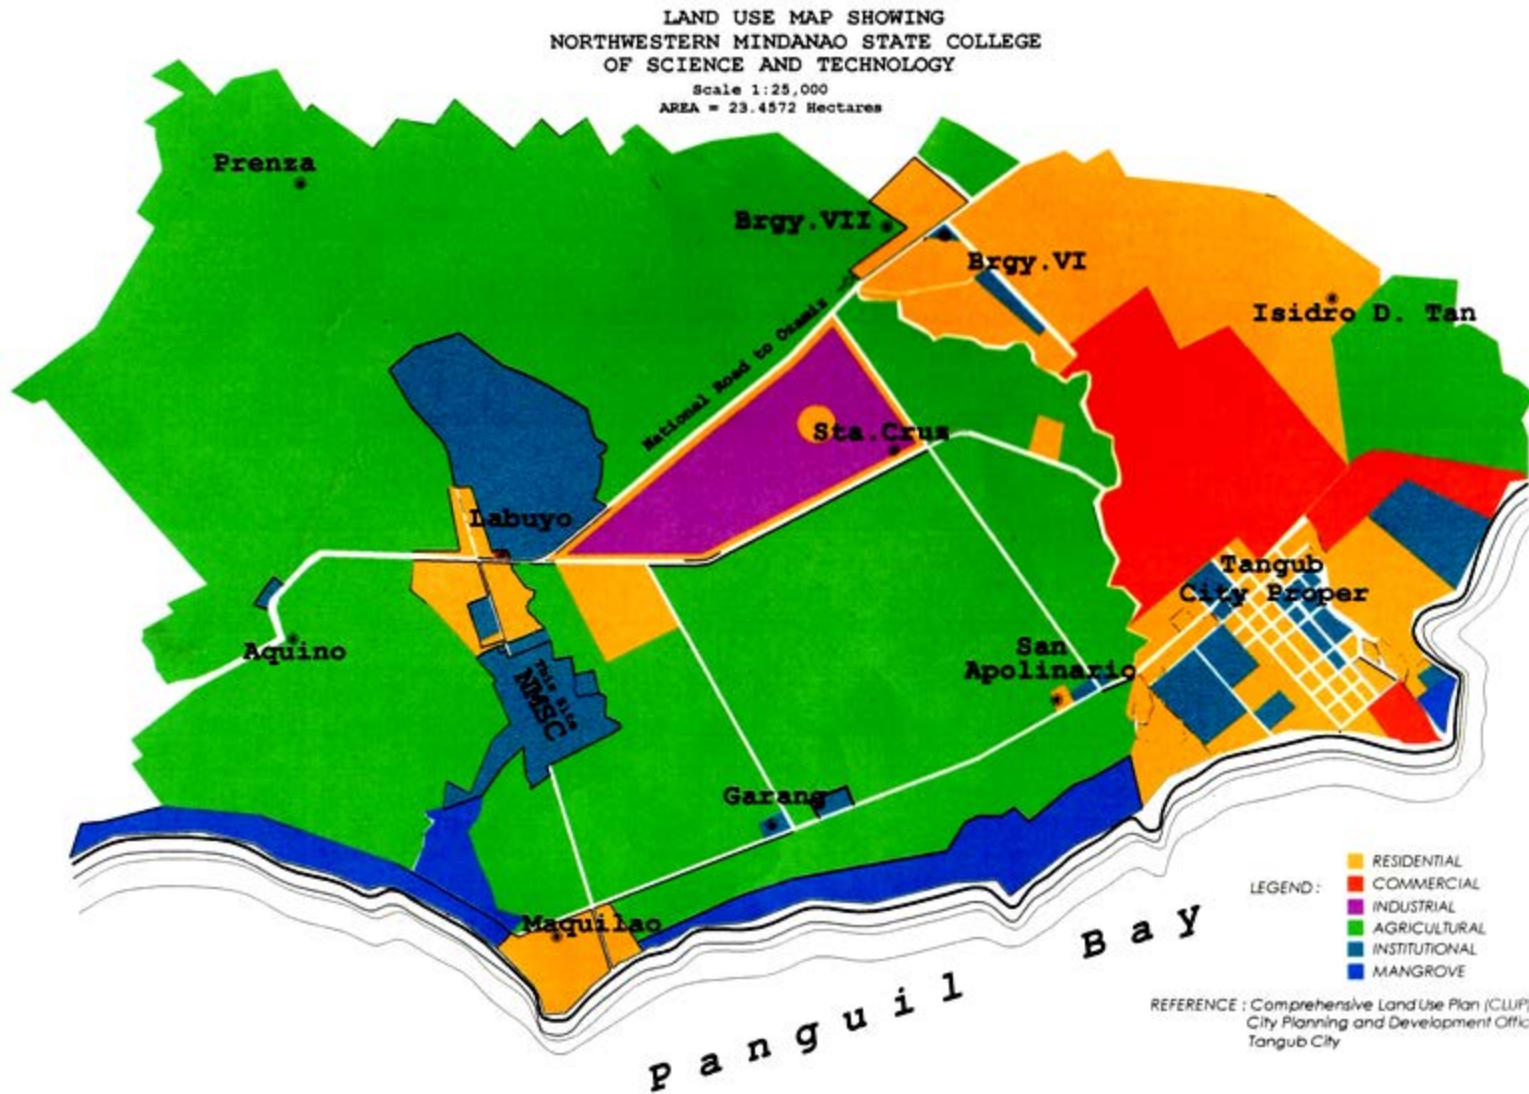 LAND USE MAP SHOWING
NORTHWESTERN MINDANAO STATE COLLEGE
OF SCIENCE AND TECHNOLOGY
Scale 1:25,000
AREA = 23.4572 Hectares
Prenza
Brgy.VII
Brgy.VI
Isidro D. Tan
National Road to Ozamiz
Sta.Cruz
Labuyo
Tangub
City Proper
Aquino
San
Apolinario
This Site
NMSC
Garang
Maquilao
Panguil Bay
LEGEND :
RESIDENTIAL
COMMERCIAL
INDUSTRIAL
AGRICULTURAL
INSTITUTIONAL
MANGROVE
REFERENCE : Comprehensive Land Use Plan (CLUP)
City Planning and Development Offic
Tangub City